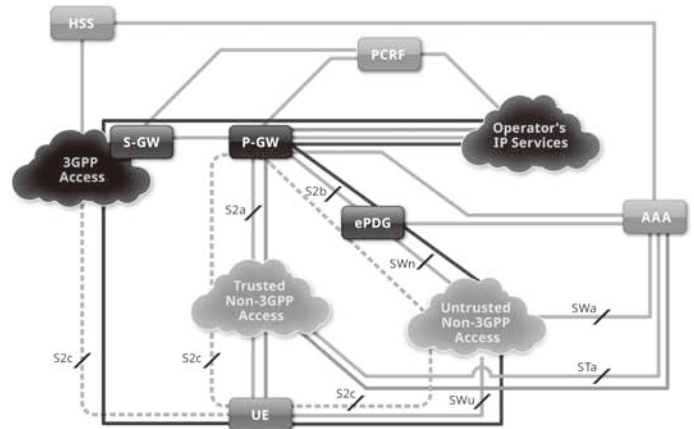 HSS
PCRF
Operator's
IP Services
S-GW
P-GW
3GPP
Access
S2b
S2a
ePDG
AAA
SWn
Trusted
Non-3GPP
Access
Untrusted
Non-3GPP
Access
SWa
S2c
S2c
STa
S2c
SWu
UE